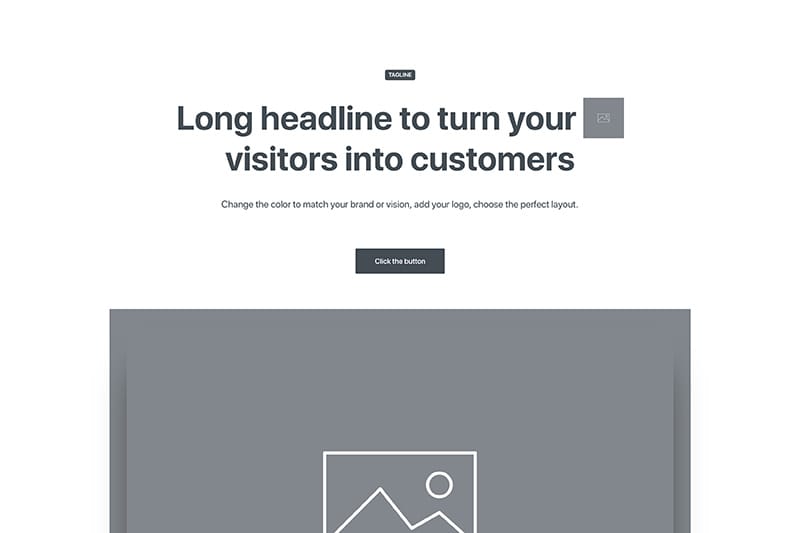 TAGLINE
Long headline to turn your
visitors into customers
Change the color to match your brand or vision, add your logo, choose the perfect layout.
Click the button